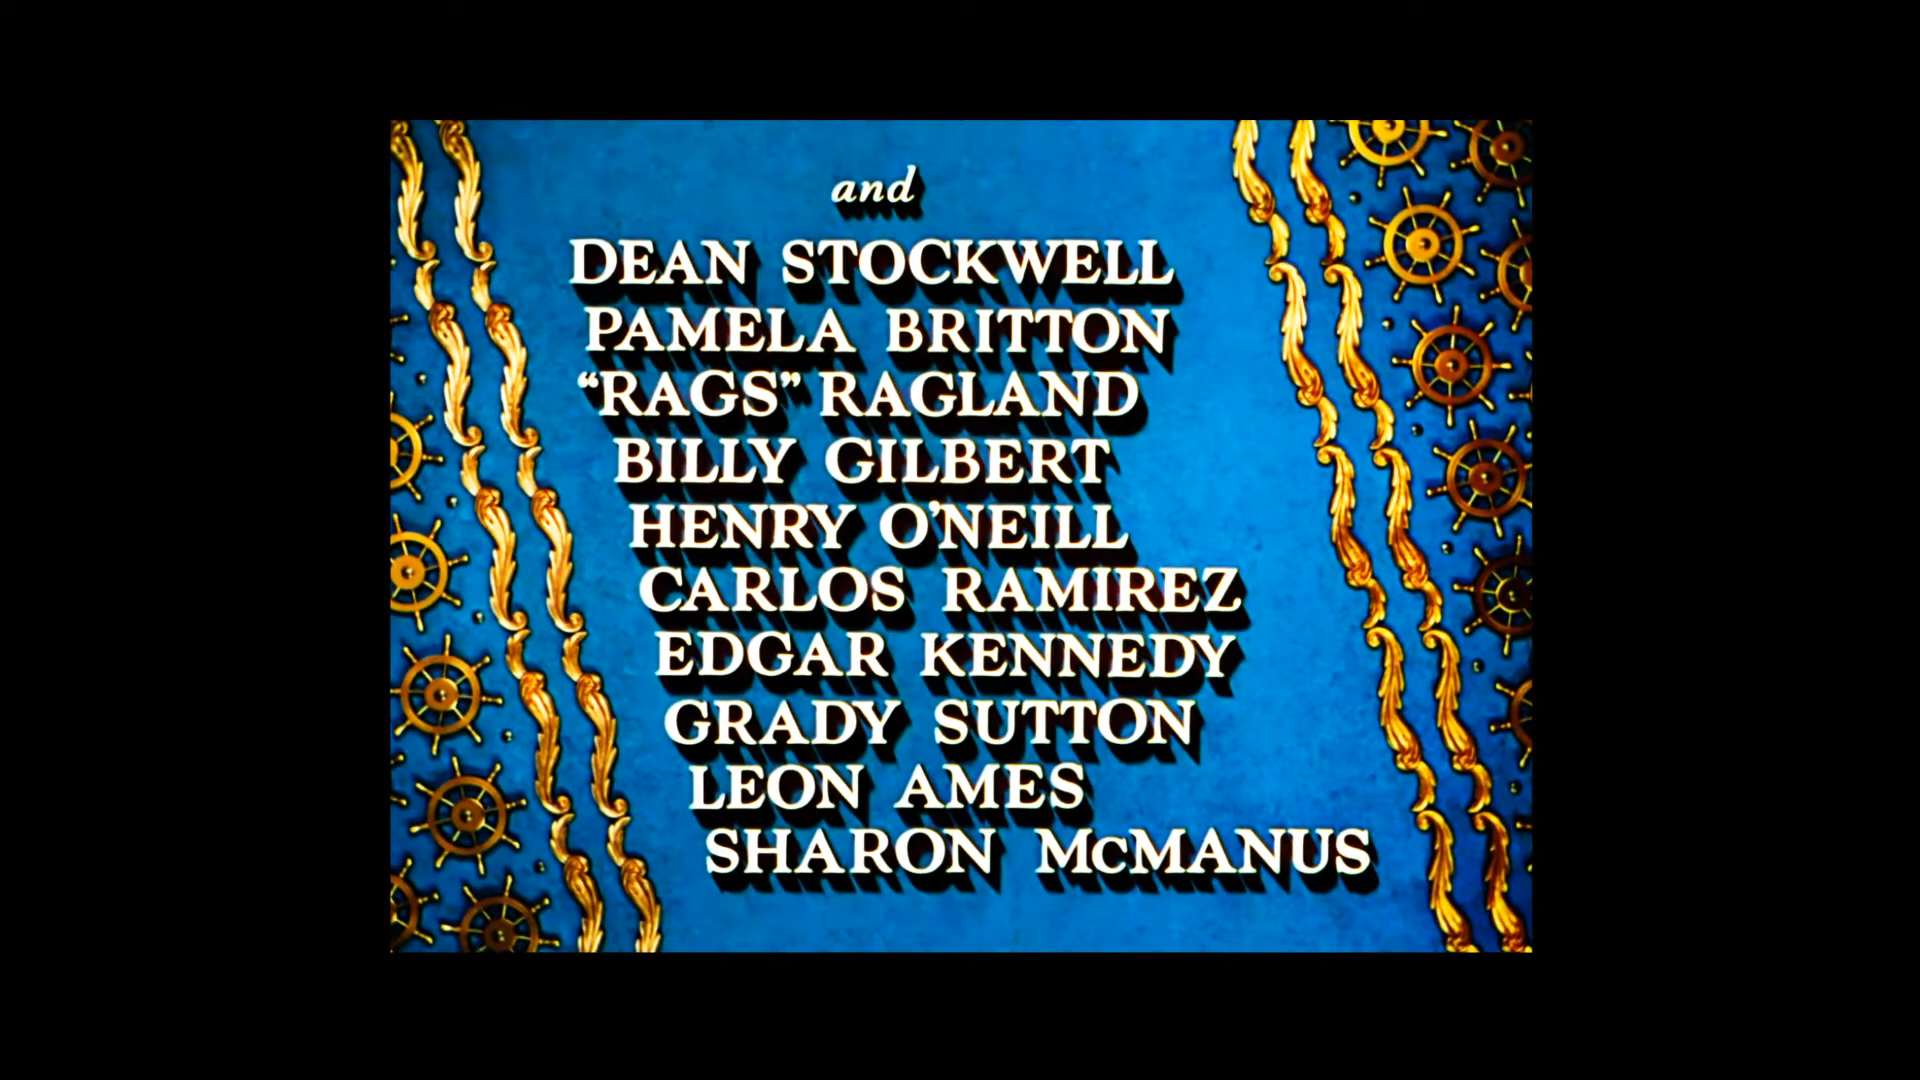 and
DEAN STOCKWELL
PAMELA BRITTON
“RAGS” RAGLAND
BILLY GILBERT
HENRY O’NEILL
CARLOS RAMIREZ
EDGAR KENNEDY
GRADY SUTTON
LEON AMES
SHARON McMANUS